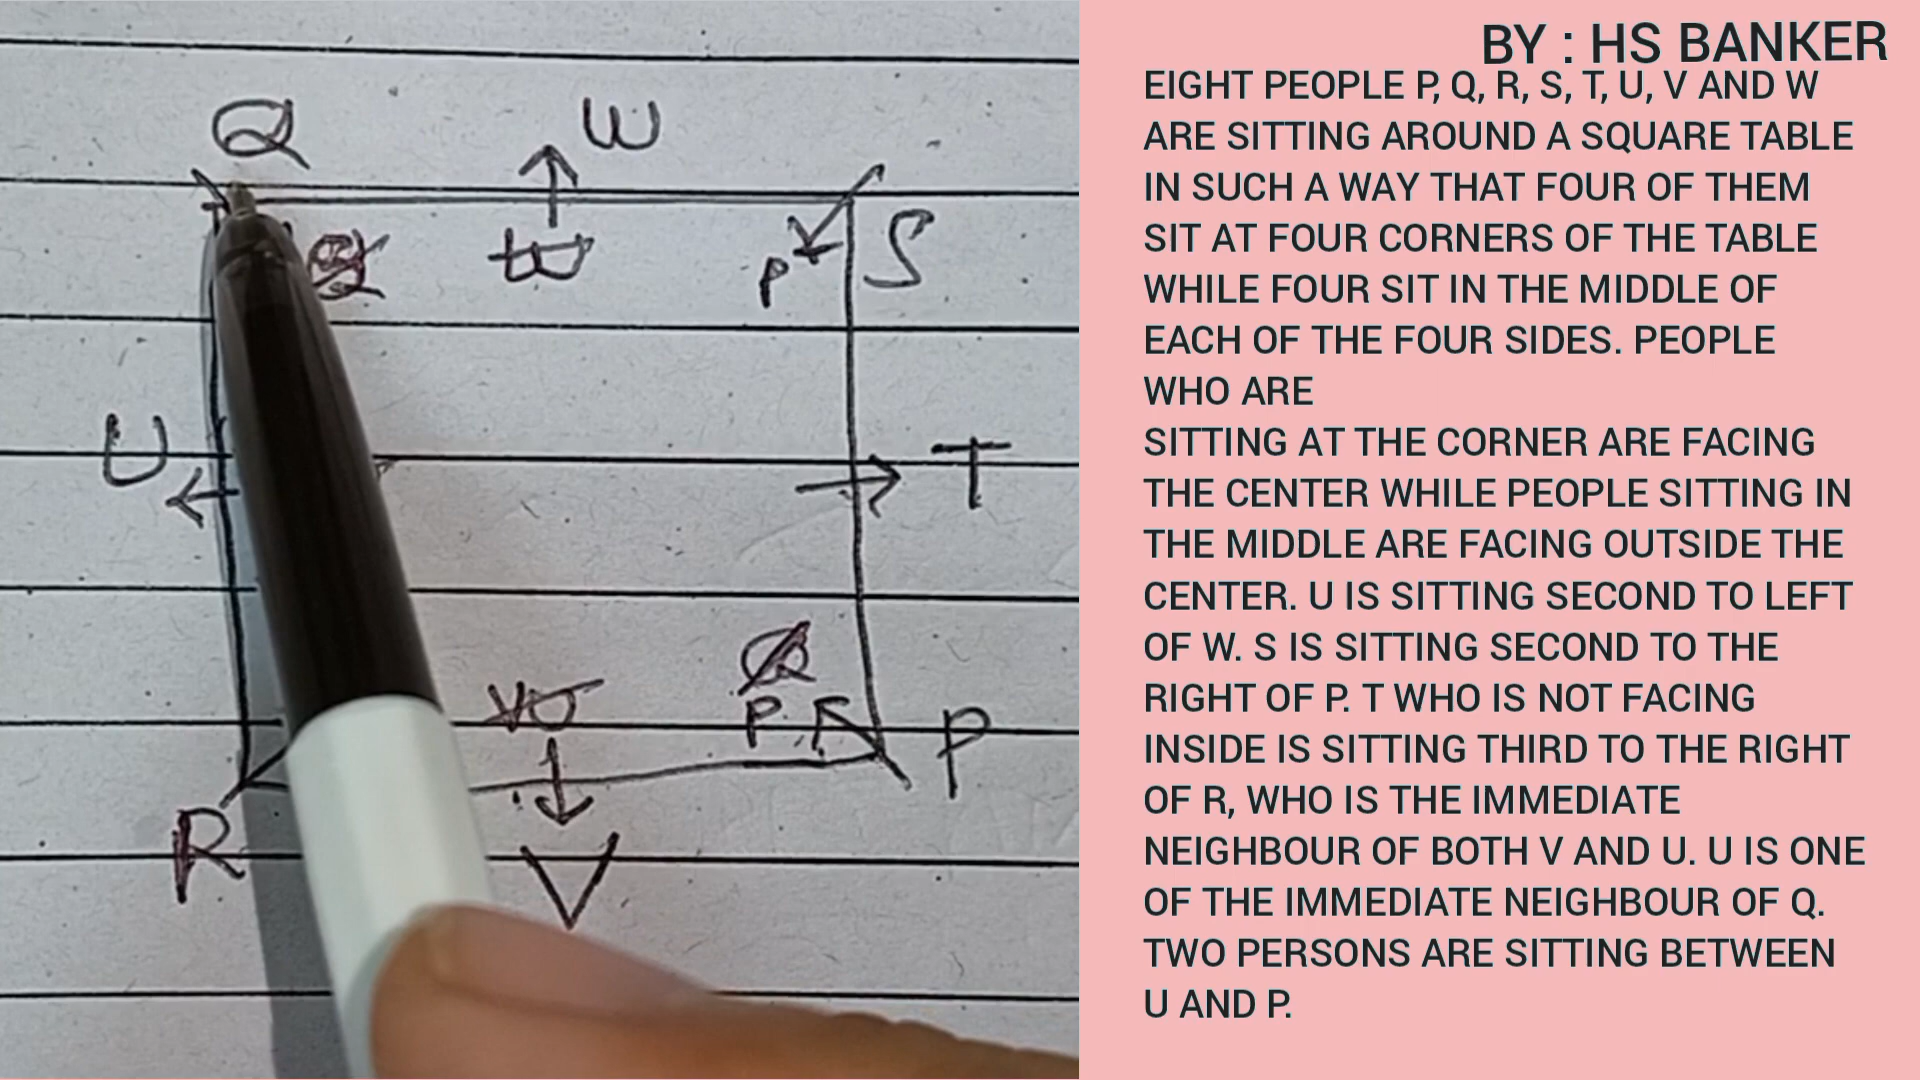 BY : HS BANKER
EIGHT PEOPLE P, Q, R, S, T, U, V AND W
ARE SITTING AROUND A SQUARE TABLE
IN SUCH A WAY THAT FOUR OF THEM
SIT AT FOUR CORNERS OF THE TABLE
WHILE FOUR SIT IN THE MIDDLE OF
EACH OF THE FOUR SIDES. PEOPLE
WHO ARE
SITTING AT THE CORNER ARE FACING
THE CENTER WHILE PEOPLE SITTING IN
THE MIDDLE ARE FACING OUTSIDE THE
CENTER. U IS SITTING SECOND TO LEFT
OF W. S IS SITTING SECOND TO THE
RIGHT OF P. T WHO IS NOT FACING
INSIDE IS SITTING THIRD TO THE RIGHT
OF R, WHO IS THE IMMEDIATE
NEIGHBOUR OF BOTH V AND U. U IS ONE
OF THE IMMEDIATE NEIGHBOUR OF Q.
TWO PERSONS ARE SITTING BETWEEN
U AND P.
Q W
P S
U T
P P
R V